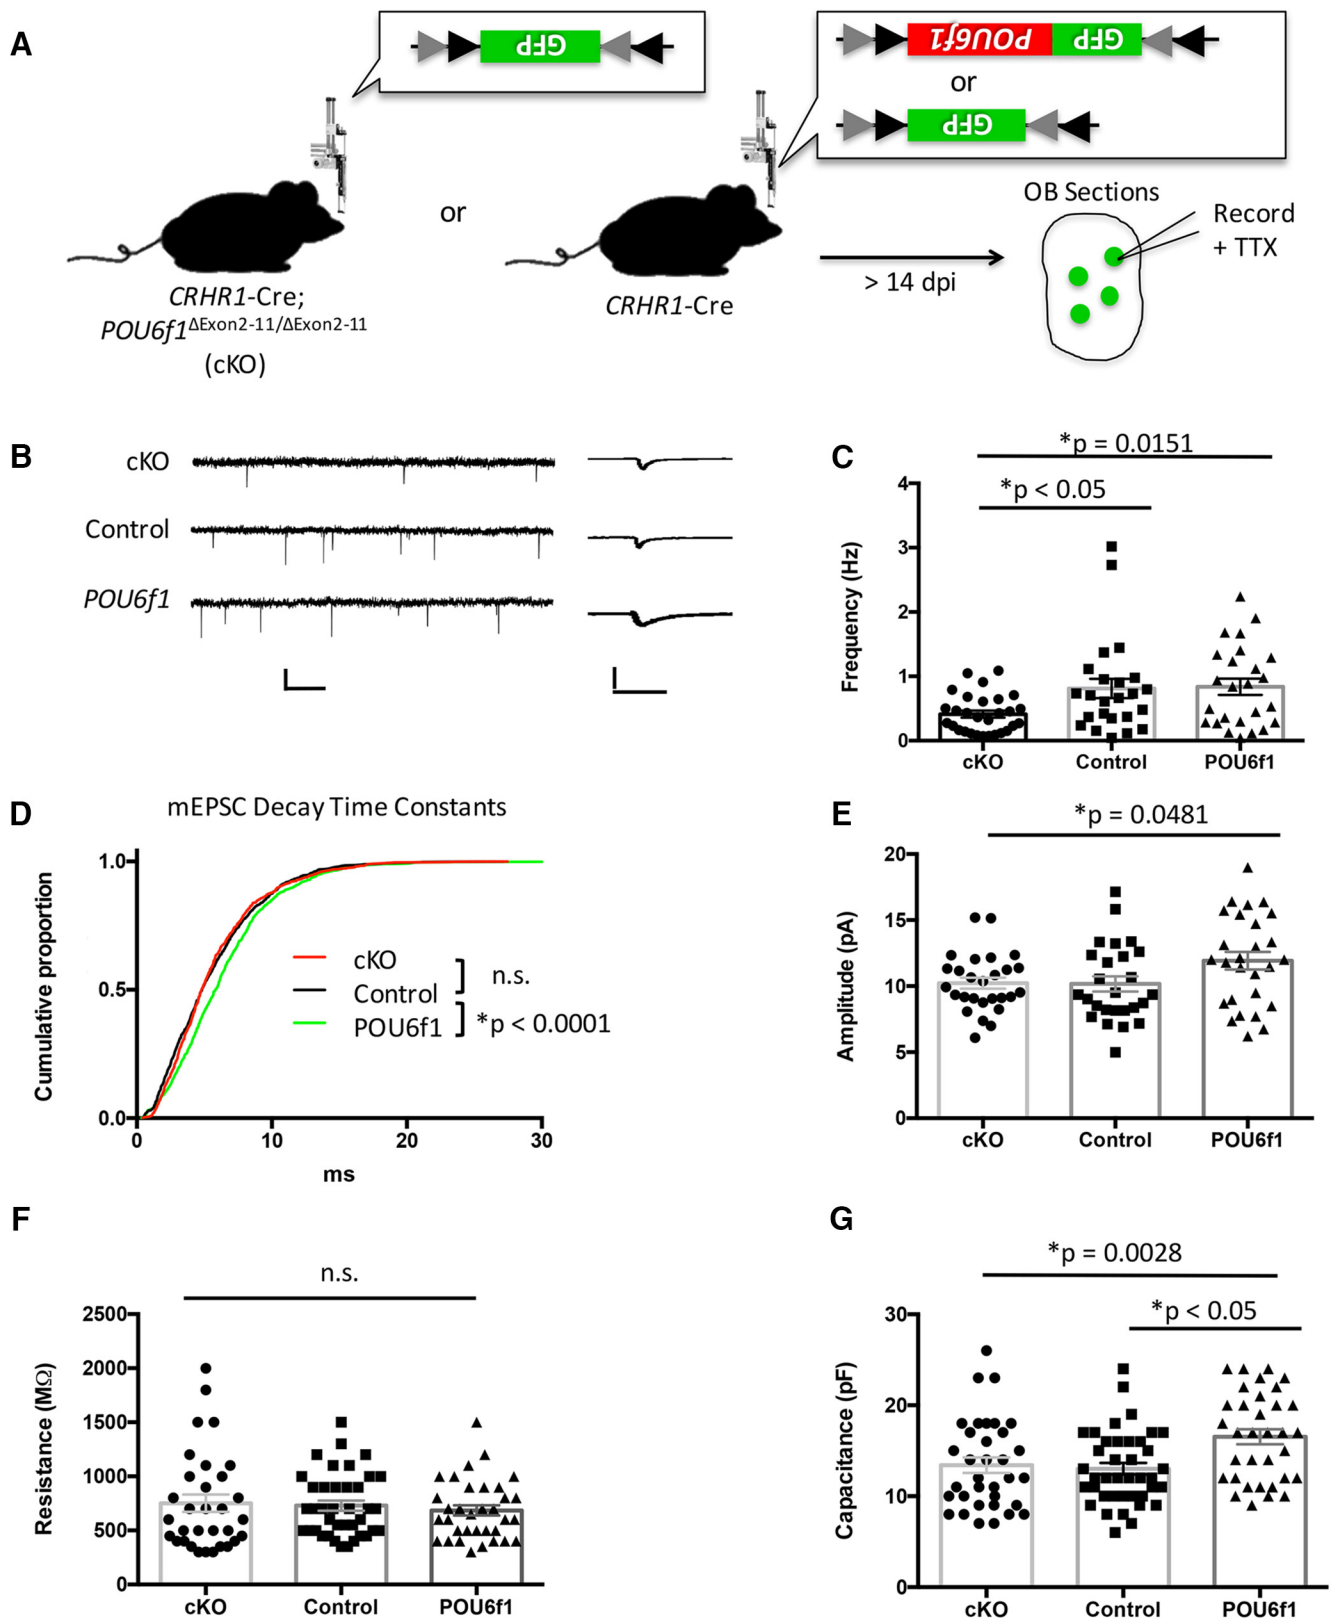 A
GFP
POU6f1 GFP
or
GFP
or
CRHR1-Cre;
POU6f1ΔExon2-11/ΔExon2-11
(cKO)
CRHR1-Cre
> 14 dpi
OB Sections
Record
+ TTX
B
cKO
Control
POU6f1
C
*p = 0.0151
*p < 0.05
Frequency (Hz)
4
3
2
1
0
cKO Control POU6f1
D
mEPSC Decay Time Constants
Cumulative proportion
1.0
0.5
0.0
0 10 20 30
ms
cKO
Control
POU6f1
n.s.
*p < 0.0001
E
*p = 0.0481
Amplitude (pA)
20
15
10
5
0
cKO Control POU6f1
F
n.s.
Resistance (MΩ)
2500
2000
1500
1000
500
0
cKO Control POU6f1
G
*p = 0.0028
*p < 0.05
Capacitance (pF)
30
20
10
0
cKO Control POU6f1